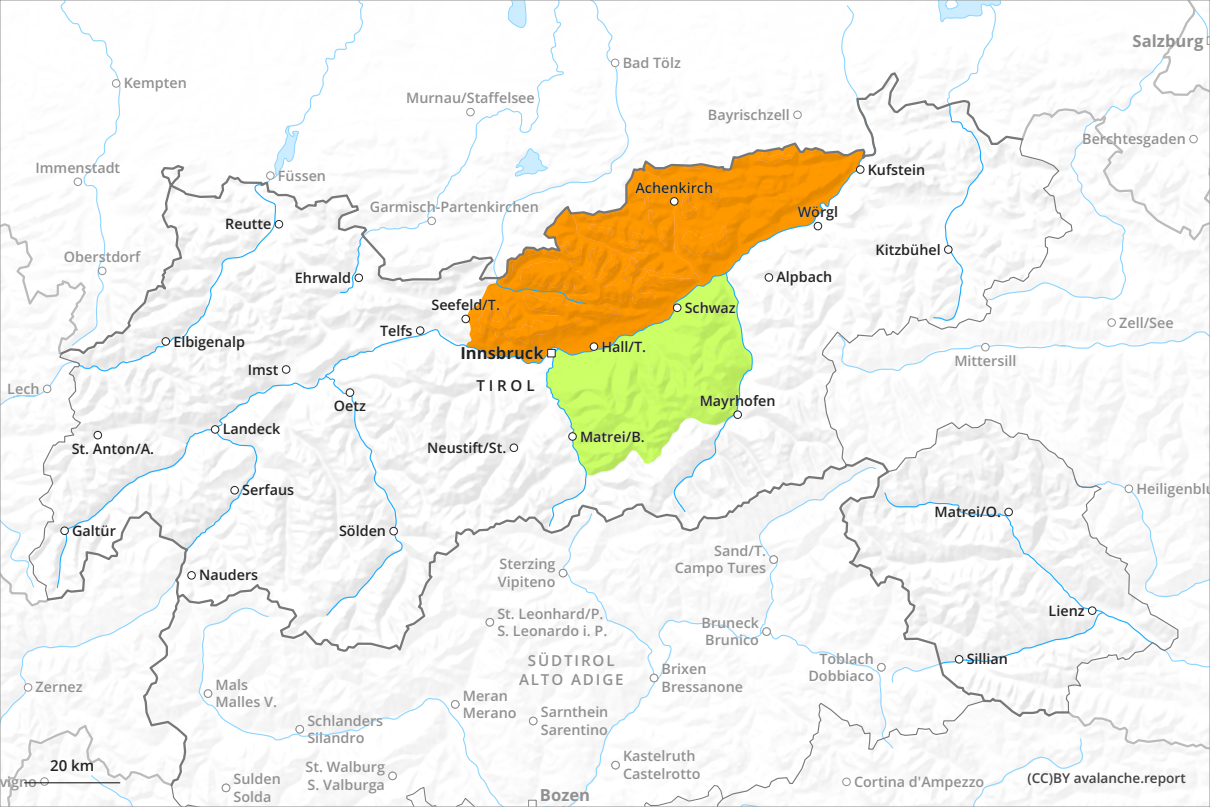 Salzburg
Bad Tölz
Kempten
Murnau/Staffelsee
Bayrischzell
Berchtesgaden
Immenstadt
Füssen
Kufstein
Achenkirch
Garmisch-Partenkirchen
Wörgl
Reutte
Kitzbühel
Oberstdorf
Ehrwald
Alpbach
Seefeld/T.
Schwaz
Zell/See
Telfs
Elbigenalp
Innsbruck
Hall/T.
Mittersill
Imst
TIROL
Lech
Oetz
Mayrhofen
Landeck
Matrei/B.
St. Anton/A.
Neustift/St.
Serfaus
Heiligenblu
Matrei/O.
Galtür
Sölden
Sand/T.
Campo Tures
Sterzing
Vipiteno
Nauders
St. Leonhard/P.
S. Leonardo i. P.
Lienz
Bruneck
Brunico
SÜDTIROL
ALTO ADIGE
Toblach
Dobbiaco
Sillian
Brixen
Bressanone
Zernez
Mals
Malles V.
Meran
Merano
Sarnthein
Sarentino
Schlanders
Silandro
Kastelruth
Castelrotto
20 km
St. Walburg
S. Valburga
vigno
Sulden
Solda
Cortina d'Ampezzo
(CC)BY avalanche.report
Bozen